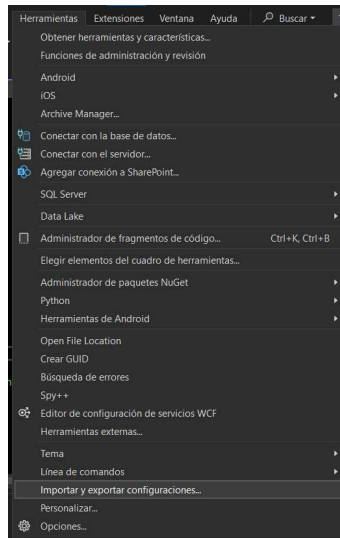 Herramientas Extensiones Ventana Ayuda Buscar
Obtener herramientas y características...
Funciones de administración y revisión
Android
iOS
Archive Manager...
Conectar con la base de datos...
Conectar con el servidor...
Agregar conexión a SharePoint...
SQL Server
Data Lake
Administrador de fragmentos de código... Ctrl+K, Ctrl+B
Elegir elementos del cuadro de herramientas...
Administrador de paquetes NuGet
Python
Herramientas de Android
Open File Location
Crear GUID
Búsqueda de errores
Spy++
Editor de configuración de servicios WCF
Herramientas externas...
Tema
Línea de comandos
Importar y exportar configuraciones...
Personalizar...
Opciones...